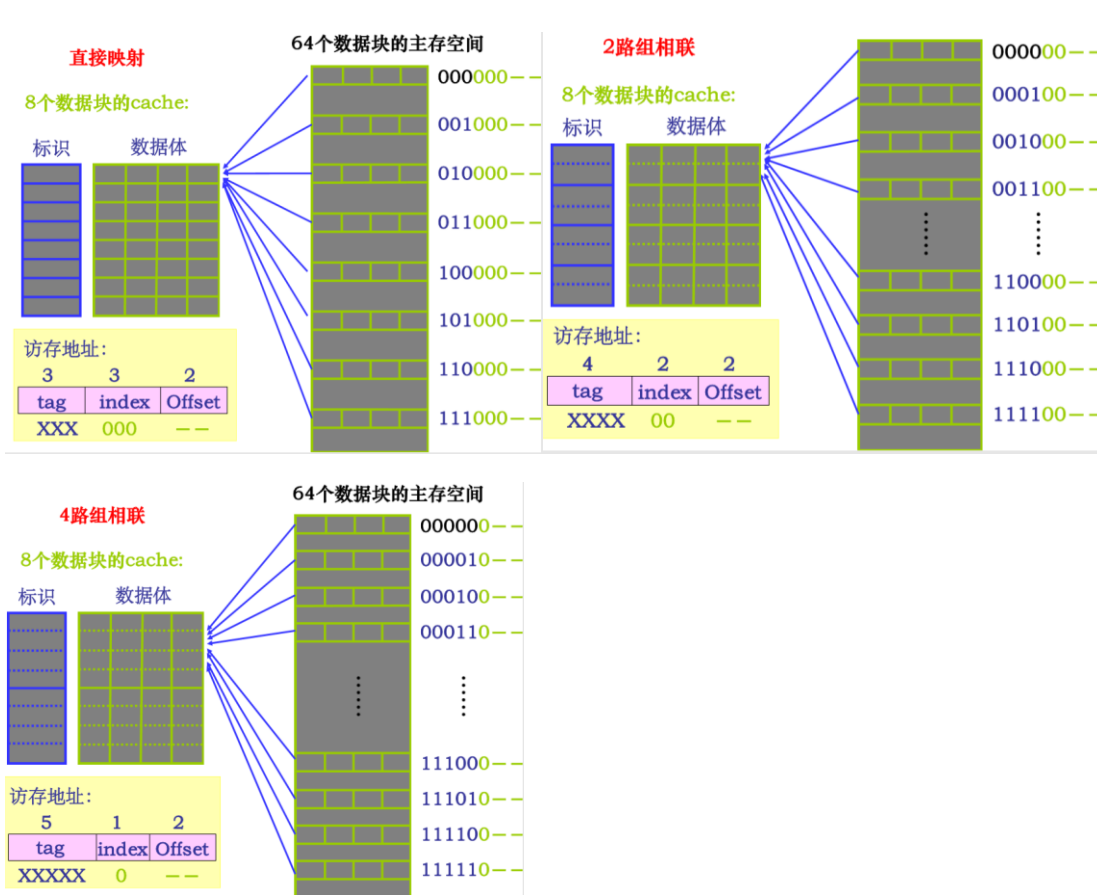 直接映射
8个数据块的cache:
标识 数据体
访存地址:
3 3 2
tag index Offset
XXX 000 －－
64个数据块的主存空间
000000－－
001000－－
010000－－
011000－－
100000－－
101000－－
110000－－
111000－－
2路组相联
8个数据块的cache:
标识 数据体
访存地址:
4 2 2
tag index Offset
XXXX 00 －－
000000－－
000100－－
001000－－
001100－－
110000－－
110100－－
111000－－
111100－－
4路组相联
8个数据块的cache:
标识 数据体
访存地址:
5 1 2
tag index Offset
XXXXX 0 －－
64个数据块的主存空间
000000－－
000010－－
000100－－
000110－－
111000－－
111010－－
111100－－
111110－－